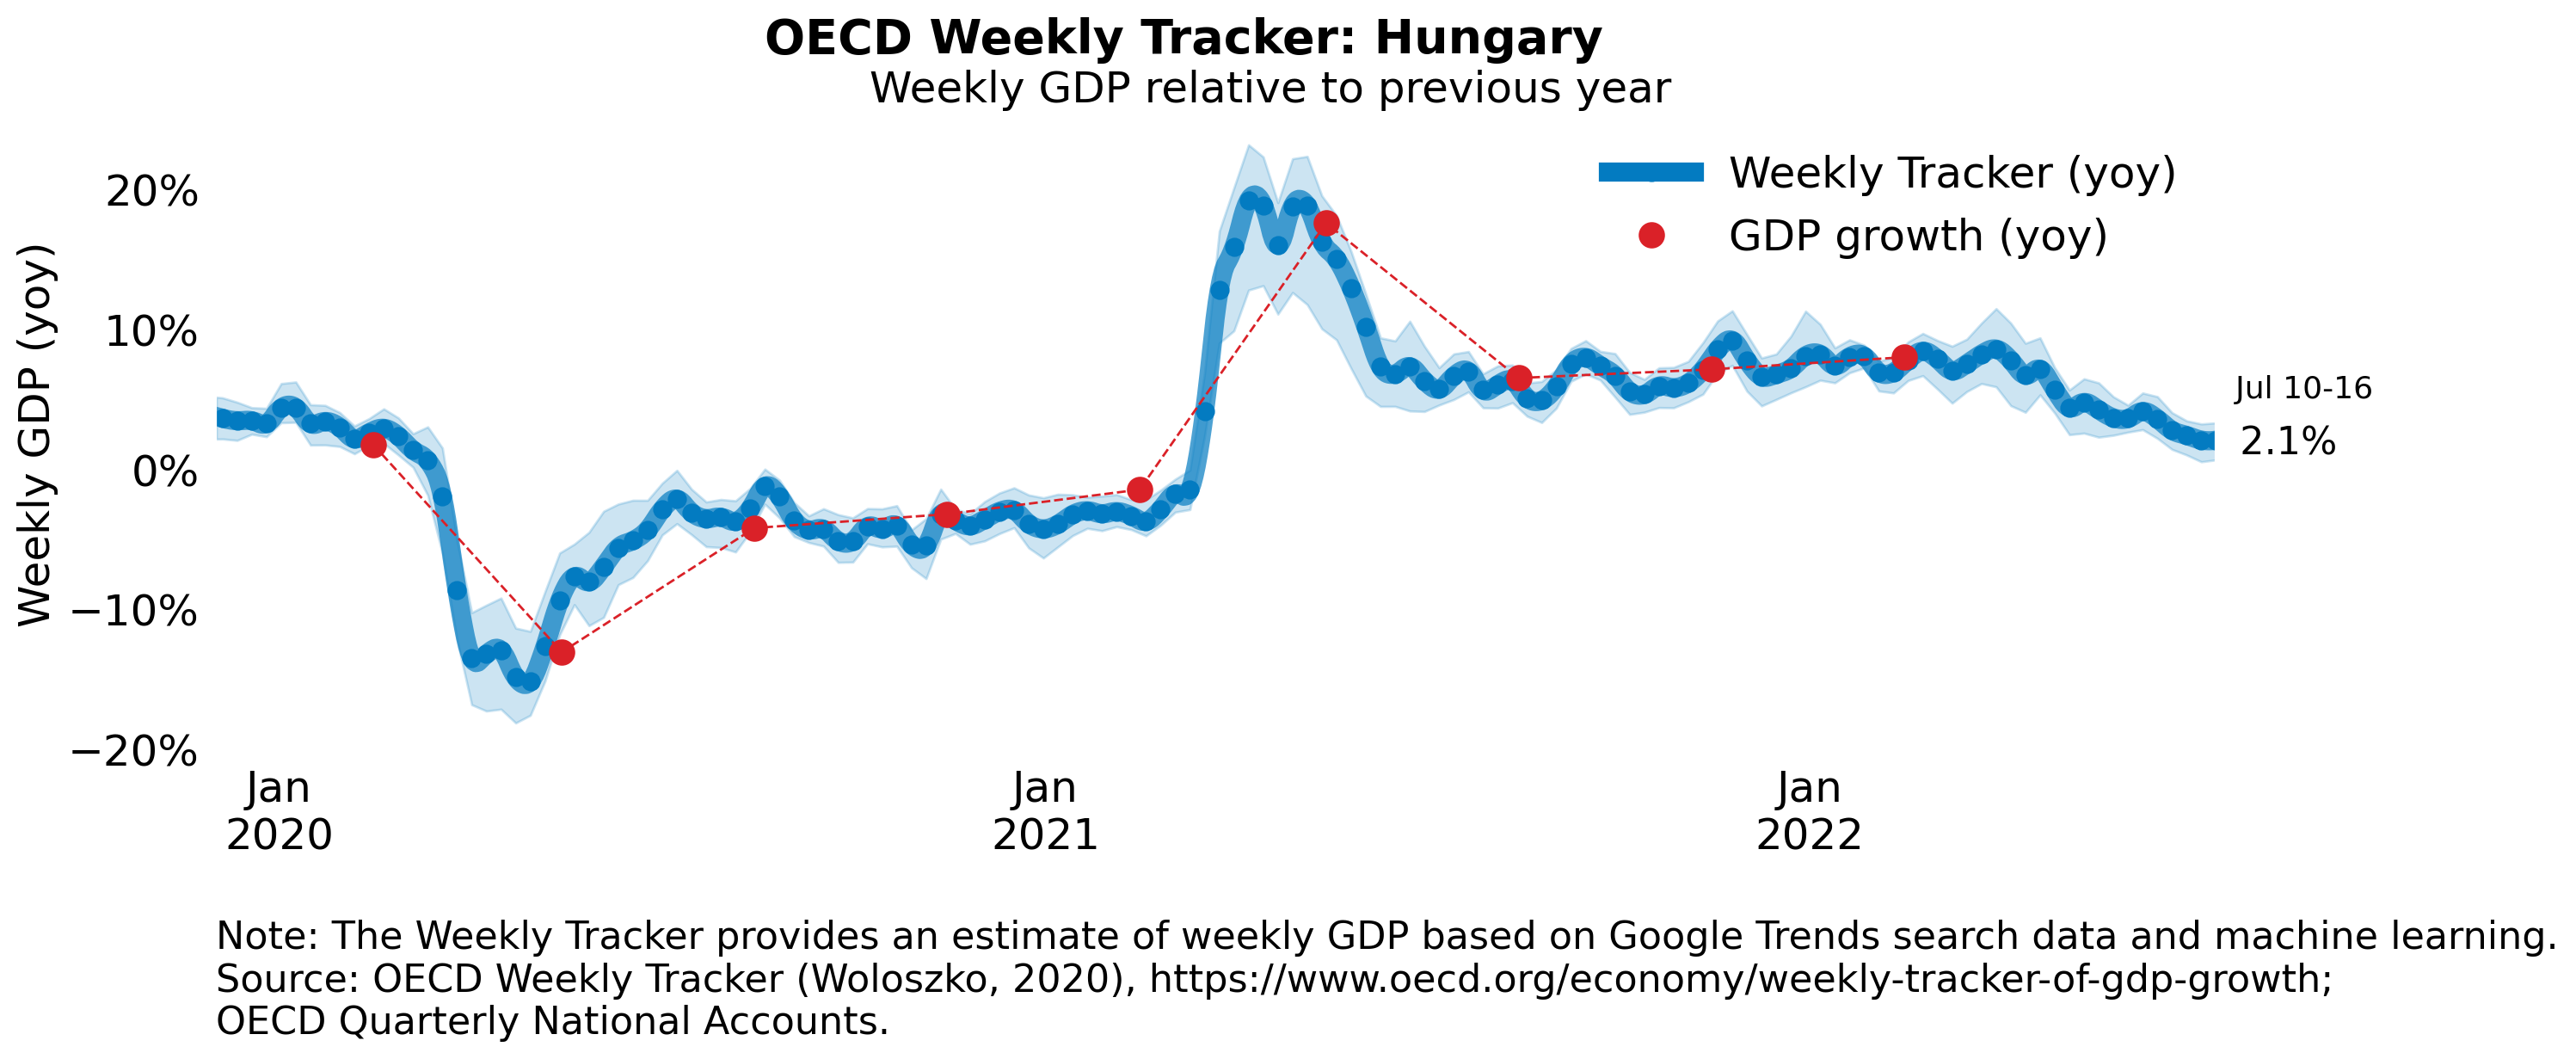 OECD Weekly Tracker: Hungary
Weekly GDP relative to previous year
Weekly Tracker (yoy)
GDP growth (yoy)
Weekly GDP (yoy)
20%
10%
0%
−10%
−20%
Jul 10-16
2.1%
Jan
2020
Jan
2021
Jan
2022
Note: The Weekly Tracker provides an estimate of weekly GDP based on Google Trends search data and machine learning.
Source: OECD Weekly Tracker (Woloszko, 2020), https://www.oecd.org/economy/weekly-tracker-of-gdp-growth;
OECD Quarterly National Accounts.